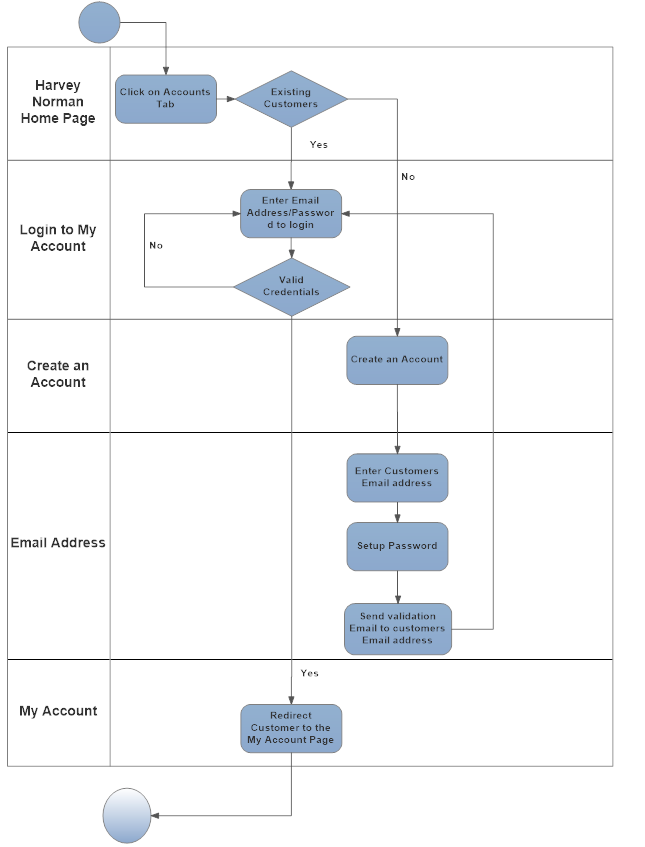 Harvey
Norman
Home Page
Click on Accounts
Tab
Existing
Customers
Yes
No
Login to My
Account
Enter Email
Address/Passwor
d to login
No
Valid
Credentials
Create an
Account
Create an Account
Email Address
Enter Customers
Email address
Setup Password
Send validation
Email to customers
Email address
My Account
Yes
Redirect
Customer to the
My Account Page